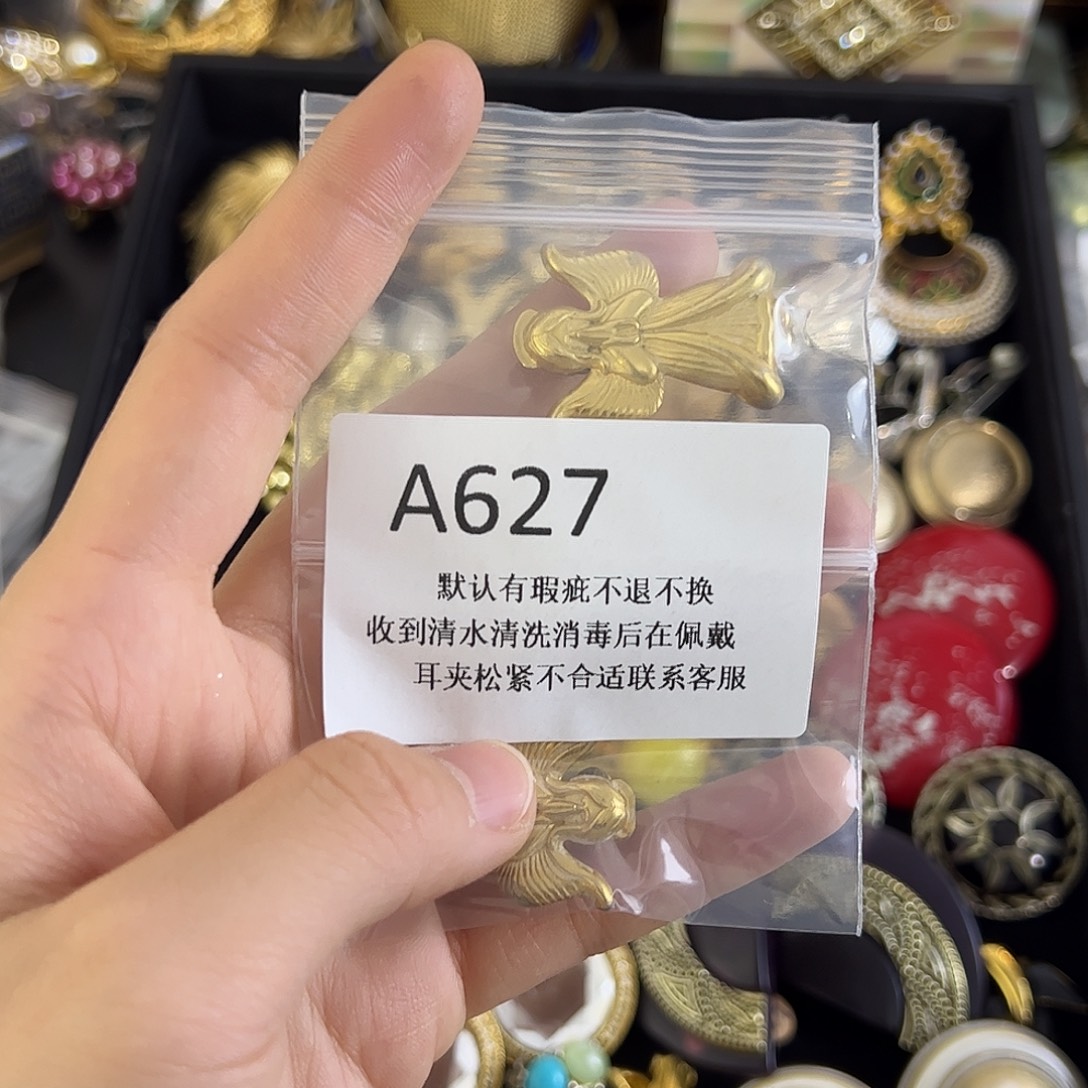 A627
默认有瑕疵不退不换
收到清水清洗消毒后在佩戴
耳夹松紧不合适联系客服